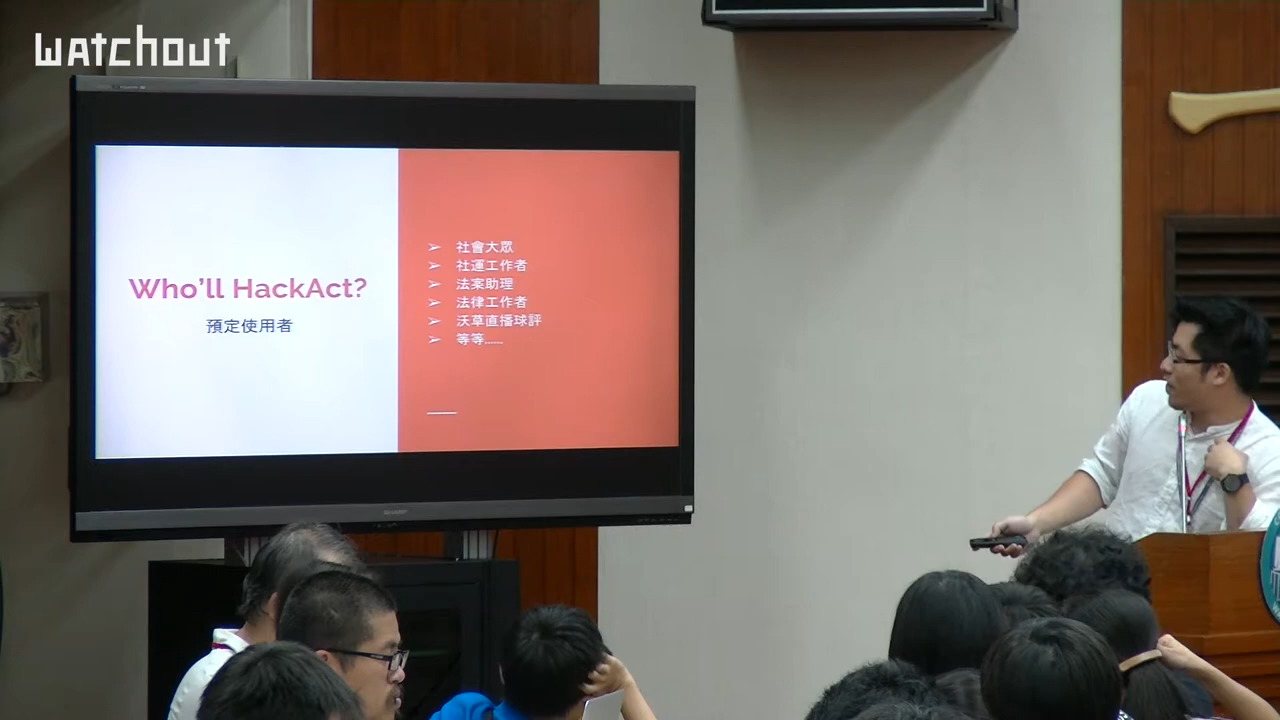 watchout
Who'll HackAct?
預定使用者
➢ 社會大眾
➢ 社運工作者
➢ 法案助理
➢ 法律工作者
➢ 沃草直播球評
➢ 等等......
SHARP